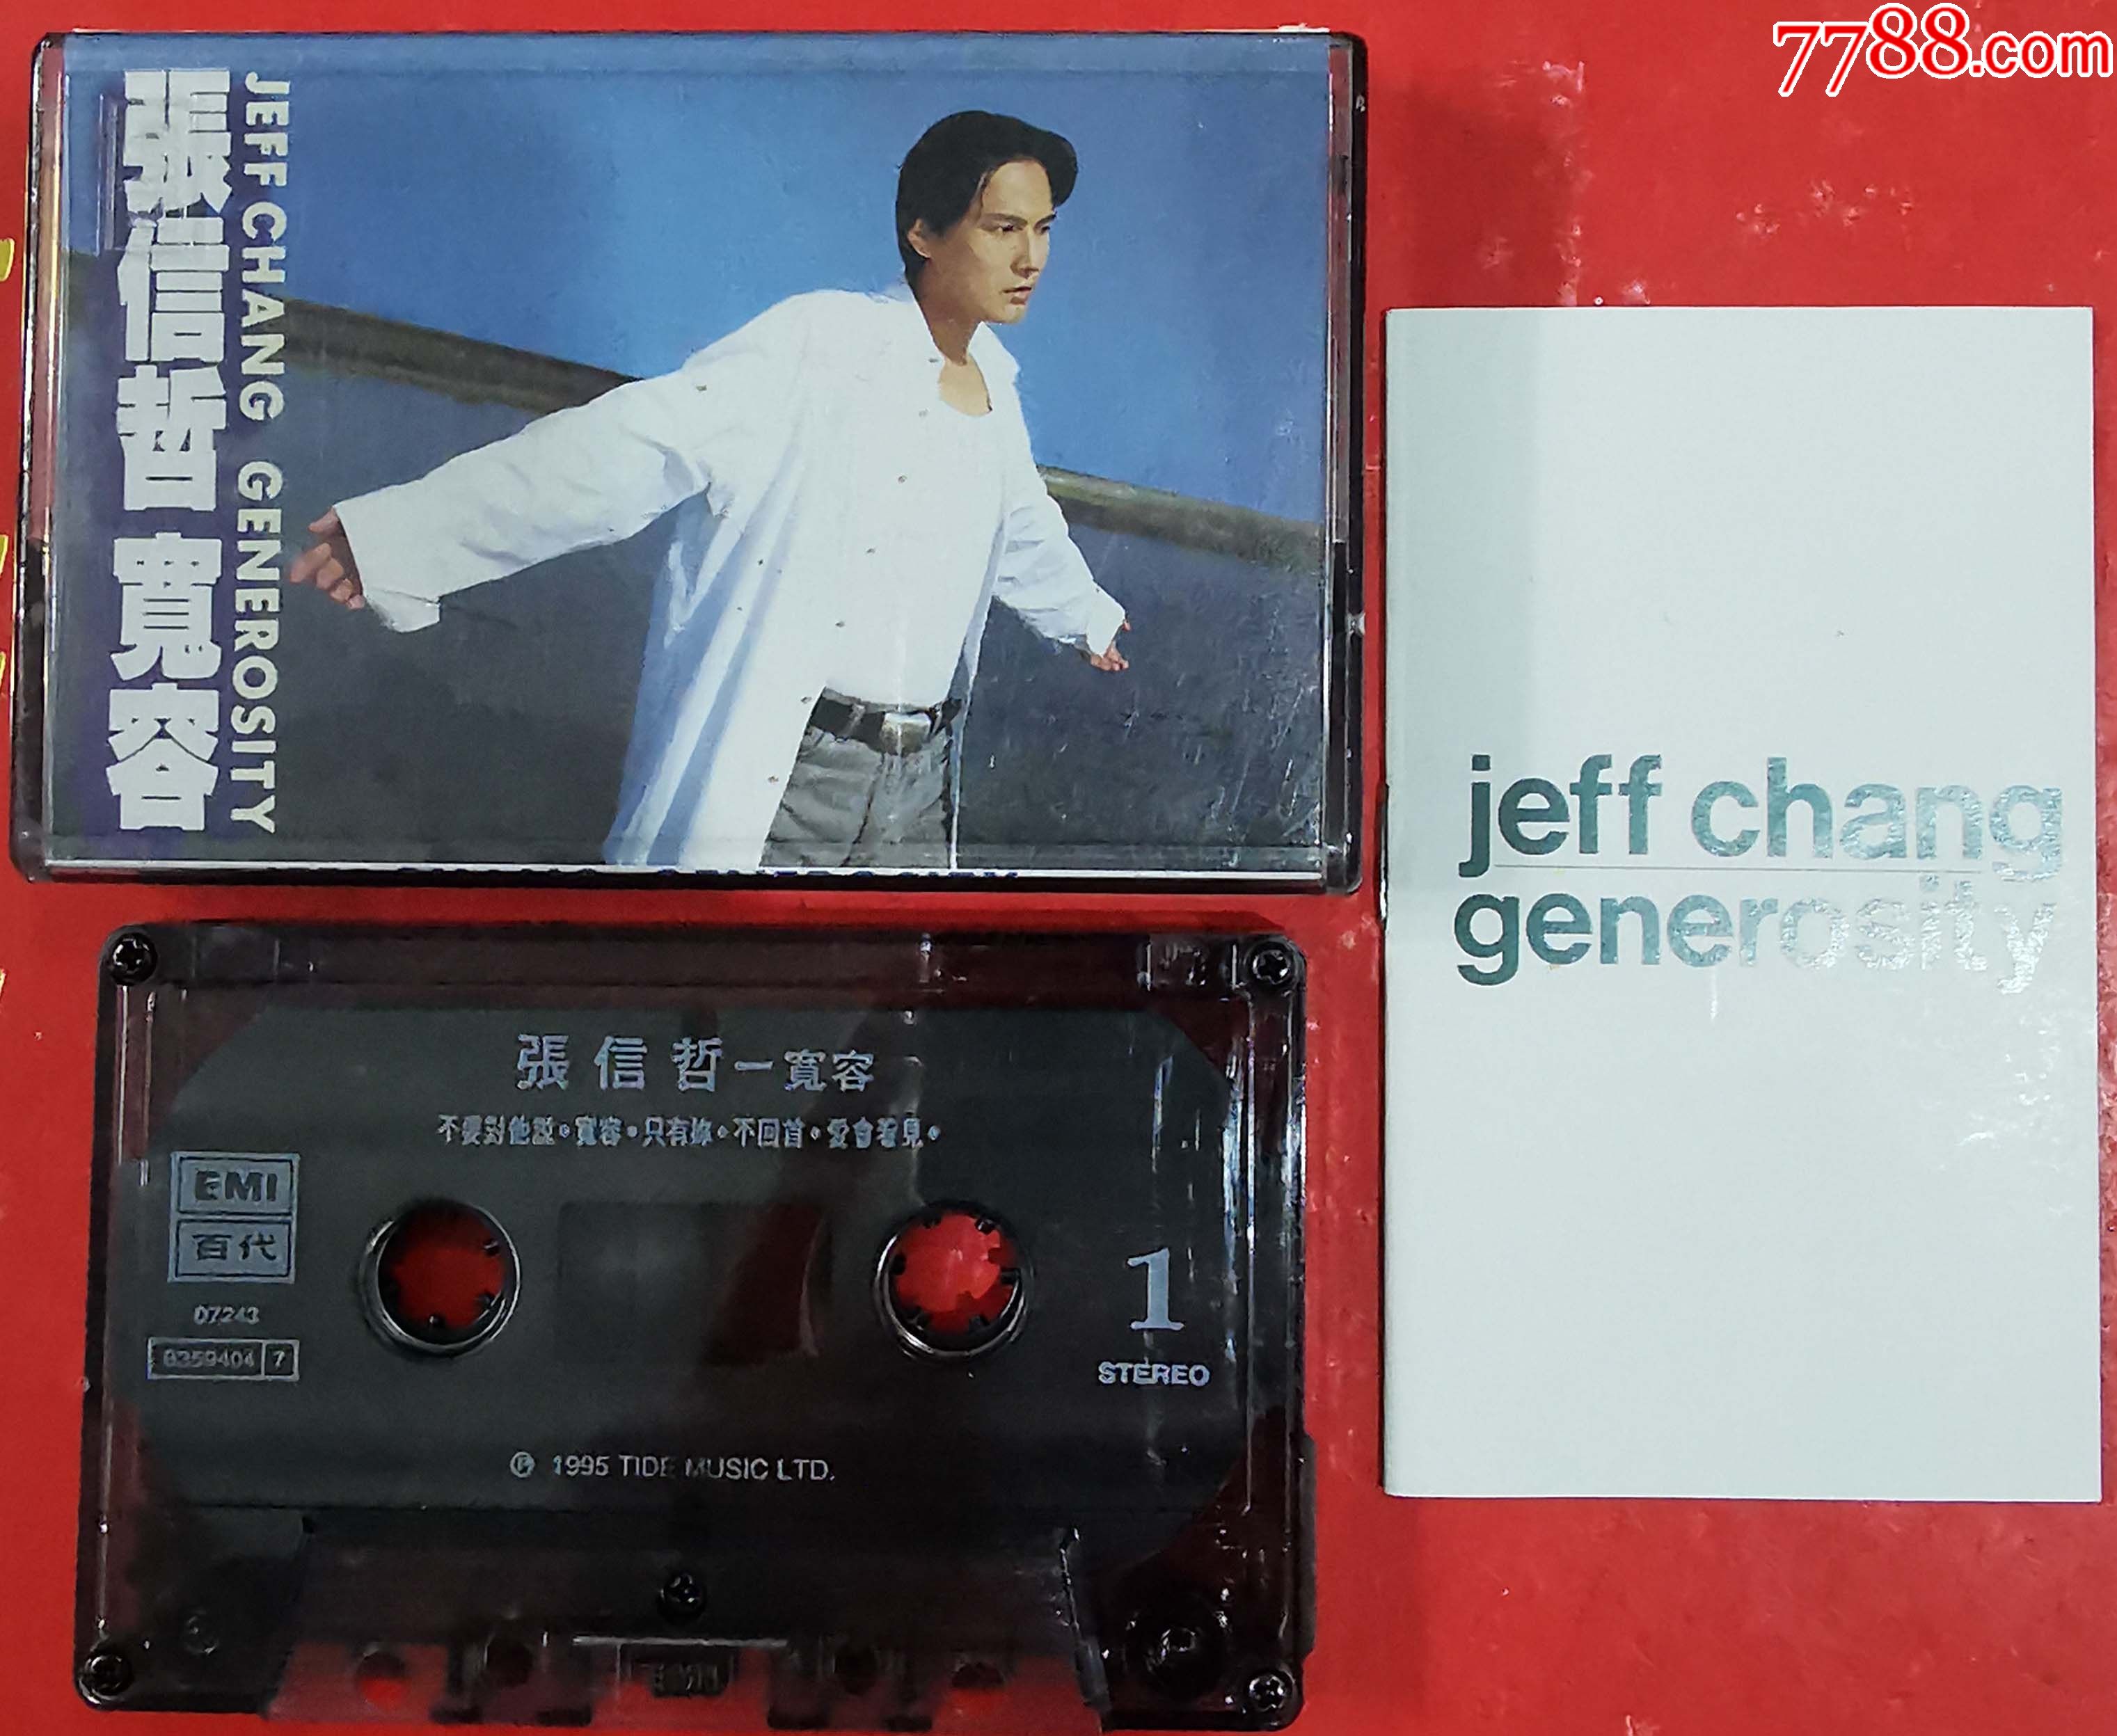 7788.com
張信哲 寬容
JEFF CHANG GENEROSITY
jeff chang
generosity
張信哲－寬容
不要對他說•寬容•只有妳•不回首•愛會看見•
EMI
百代
07243
8359404 7
1
STEREO
Ⓟ 1995 TIDE MUSIC LTD.